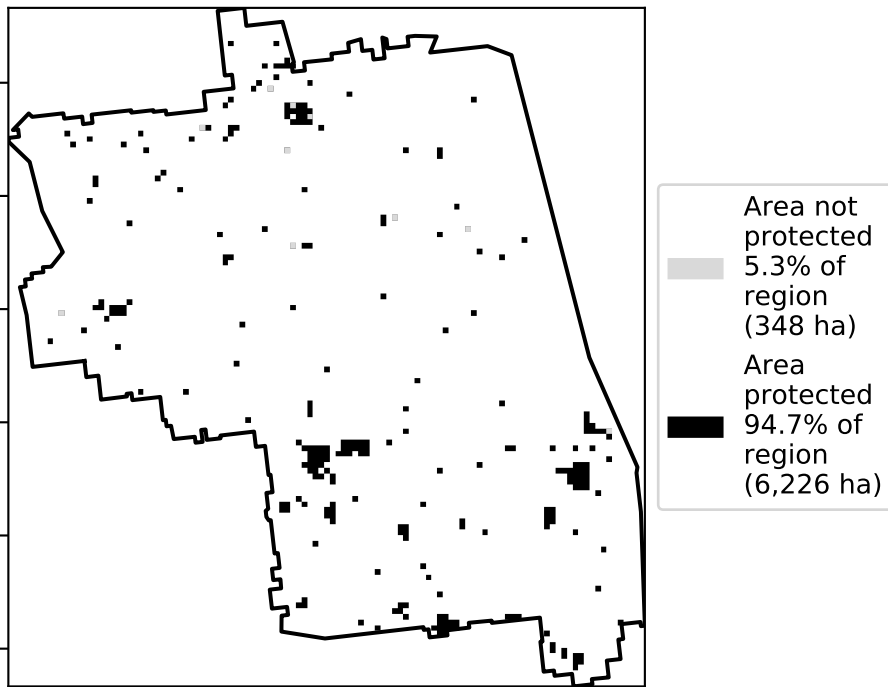 Area not
protected
5.3% of
region
(348 ha)
Area
protected
94.7% of
region
(6,226 ha)